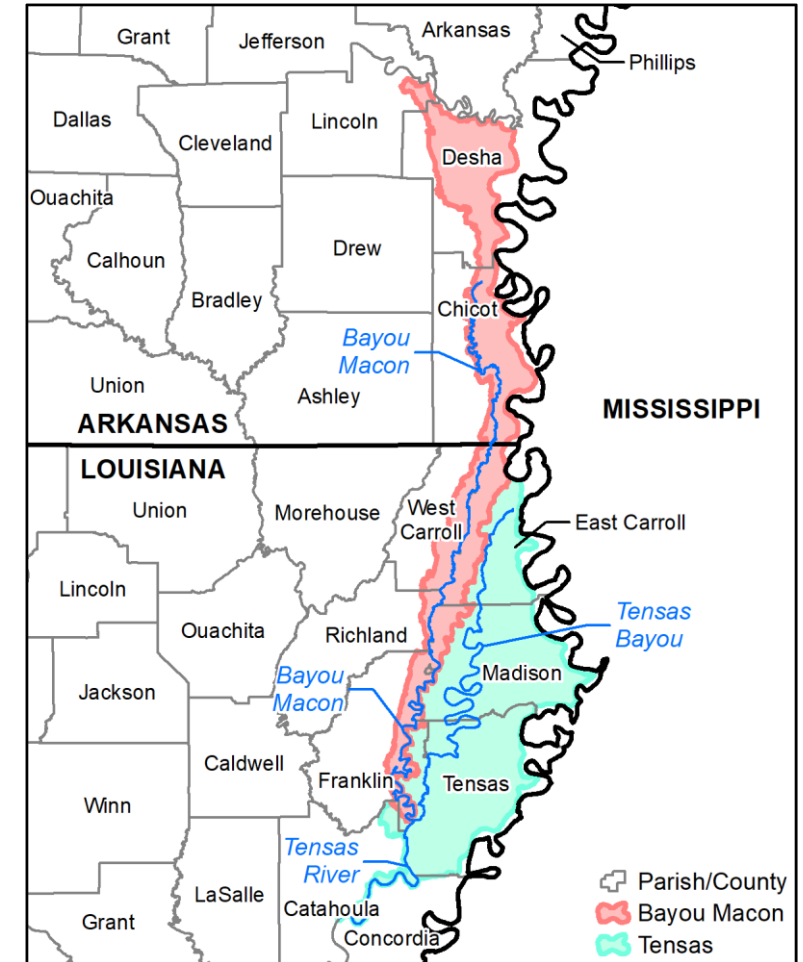 Grant
Jefferson
Arkansas
Phillips
Dallas
Cleveland
Lincoln
Desha
Ouachita
Calhoun
Drew
Bradley
Chicot
Bayou
Macon
Union
Ashley
ARKANSAS
MISSISSIPPI
LOUISIANA
Union
Morehouse
West
Carroll
East Carroll
Lincoln
Ouachita
Richland
Tensas
Bayou
Madison
Jackson
Bayou
Macon
Caldwell
Franklin
Tensas
Winn
Tensas
River
LaSalle
Catahoula
Grant
Concordia
Parish/County
Bayou Macon
Tensas